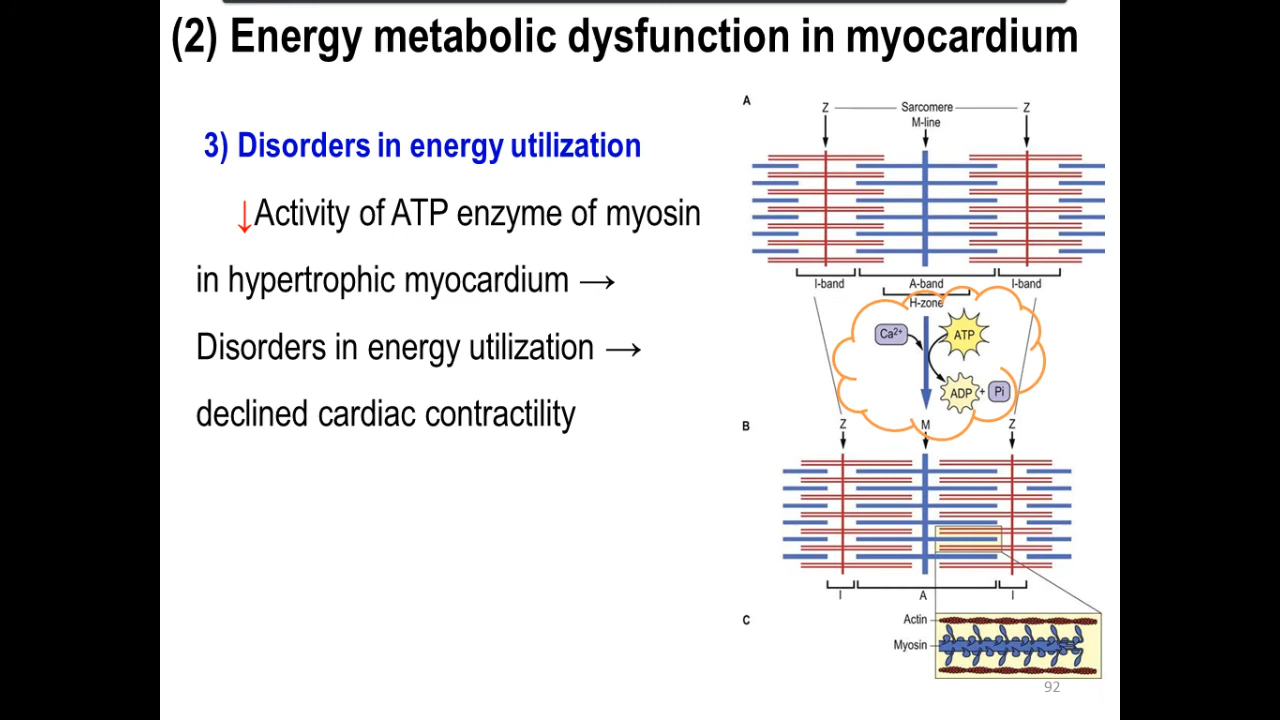 (2) Energy metabolic dysfunction in myocardium
3) Disorders in energy utilization
↓Activity of ATP enzyme of myosin
in hypertrophic myocardium →
Disorders in energy utilization →
declined cardiac contractility
A
Z Sarcomere Z
M-line
I-band A-band I-band
H-zone
Ca²⁺ ATP
ADP + Pi
B
Z M Z
I A I
C
Actin
Myosin
92